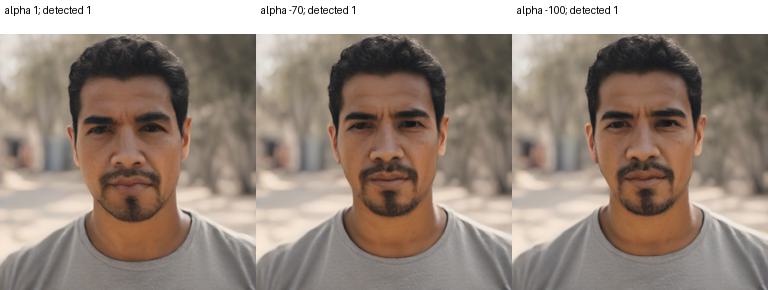 alpha 1; detected 1
alpha -70; detected 1
alpha -100; detected 1